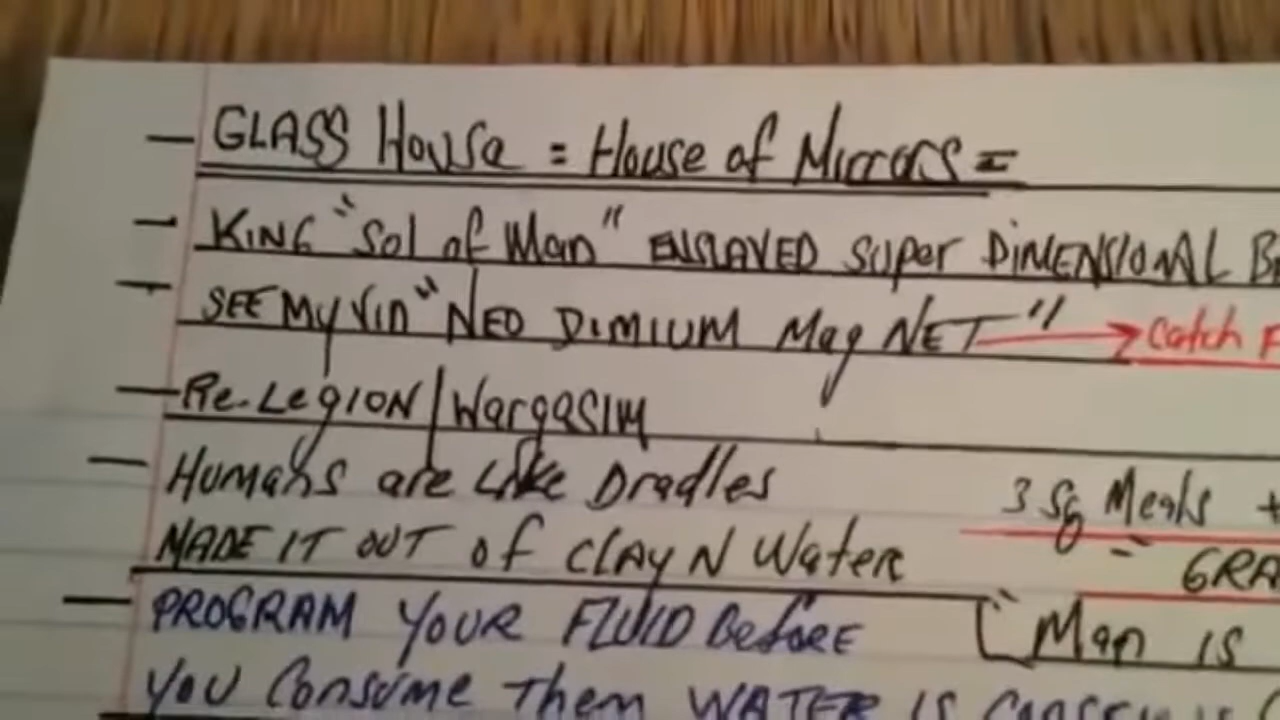 — GLASS House = House of Mirrors =
— KING "Sol of Man" ENSLAVED Super DIMENSIONAL
— SEE My Vid "NEO DIMIUM Mag NET" → Catch
— Re.LEgION/Wargasim
— Humans are Like Dradles
3 Sq Meals +
MADE IT OUT of CLAY N Water
= GRA
— PROGRAM YOUR FLUID Before
["Man is
YOU Consume Them WATER IS